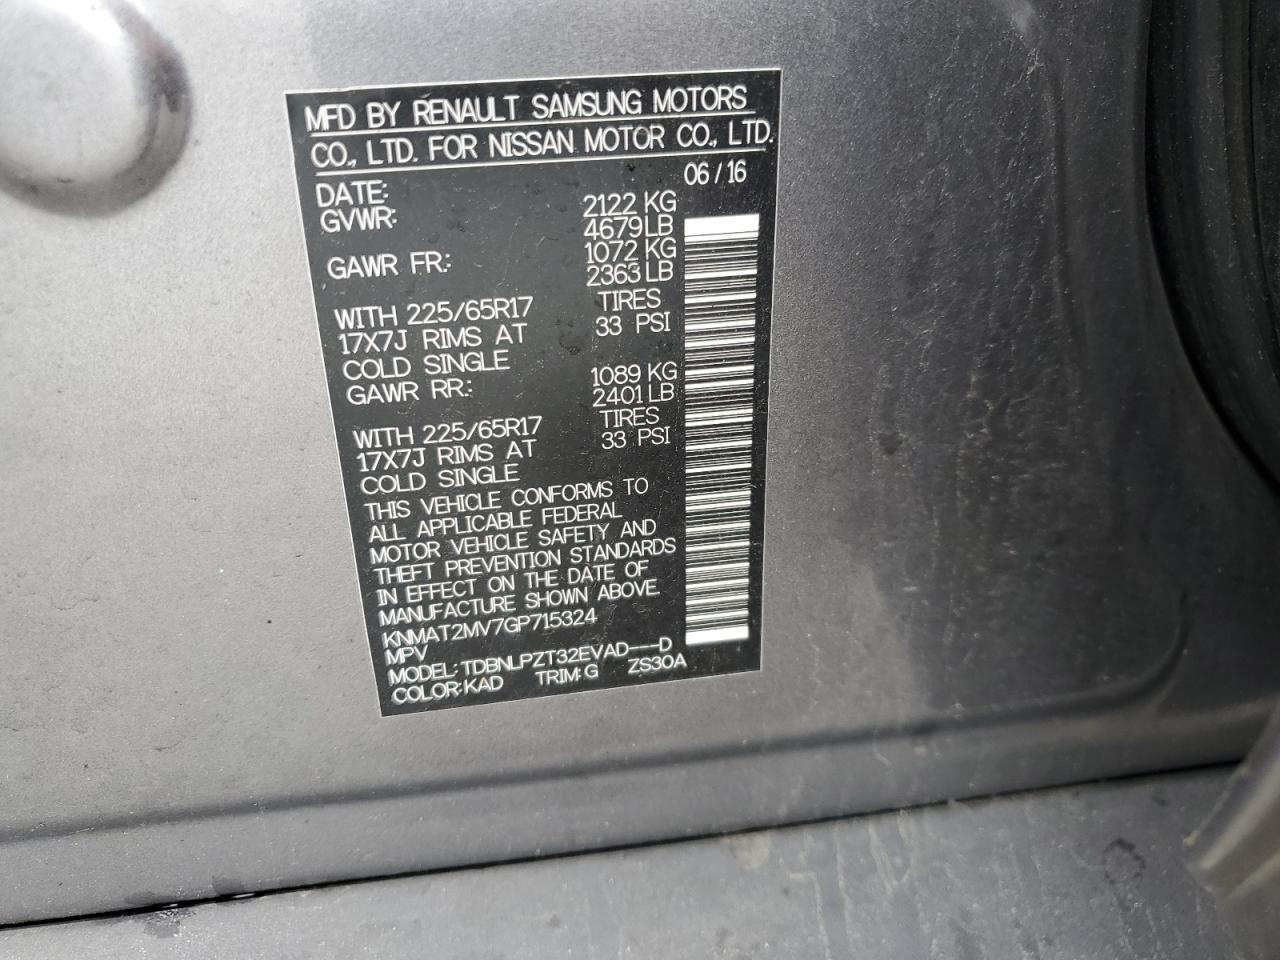 MFD BY RENAULT SAMSUNG MOTORS
CO., LTD. FOR NISSAN MOTOR CO., LTD.
DATE: 06 / 16
GVWR: 2122 KG
4679 LB
GAWR FR: 1072 KG
2363 LB
WITH 225/65R17 TIRES
17X7J RIMS AT 33 PSI
COLD SINGLE
GAWR RR: 1089 KG
2401 LB
WITH 225/65R17 TIRES
17X7J RIMS AT 33 PSI
COLD SINGLE
THIS VEHICLE CONFORMS TO
ALL APPLICABLE FEDERAL
MOTOR VEHICLE SAFETY AND
THEFT PREVENTION STANDARDS
IN EFFECT ON THE DATE OF
MANUFACTURE SHOWN ABOVE.
KNMAT2MV7GP715324
MPV
MODEL: TDBNLPZT32EVAD---D
COLOR: KAD TRIM: G ZS30A